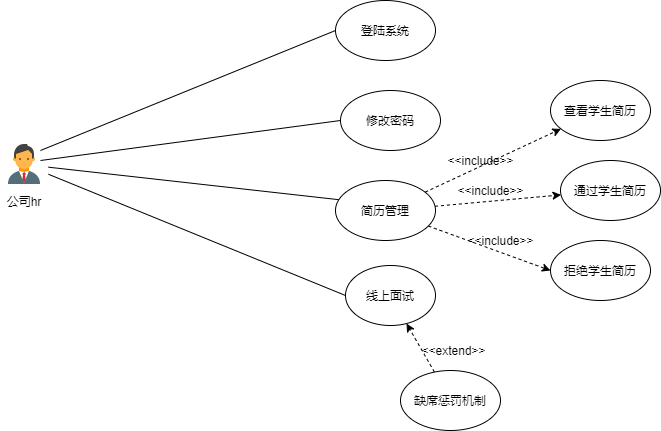 登陆系统
修改密码
查看学生简历
<<include>>
公司hr
简历管理
<<include>>
通过学生简历
<<include>>
拒绝学生简历
线上面试
<<extend>>
缺席惩罚机制